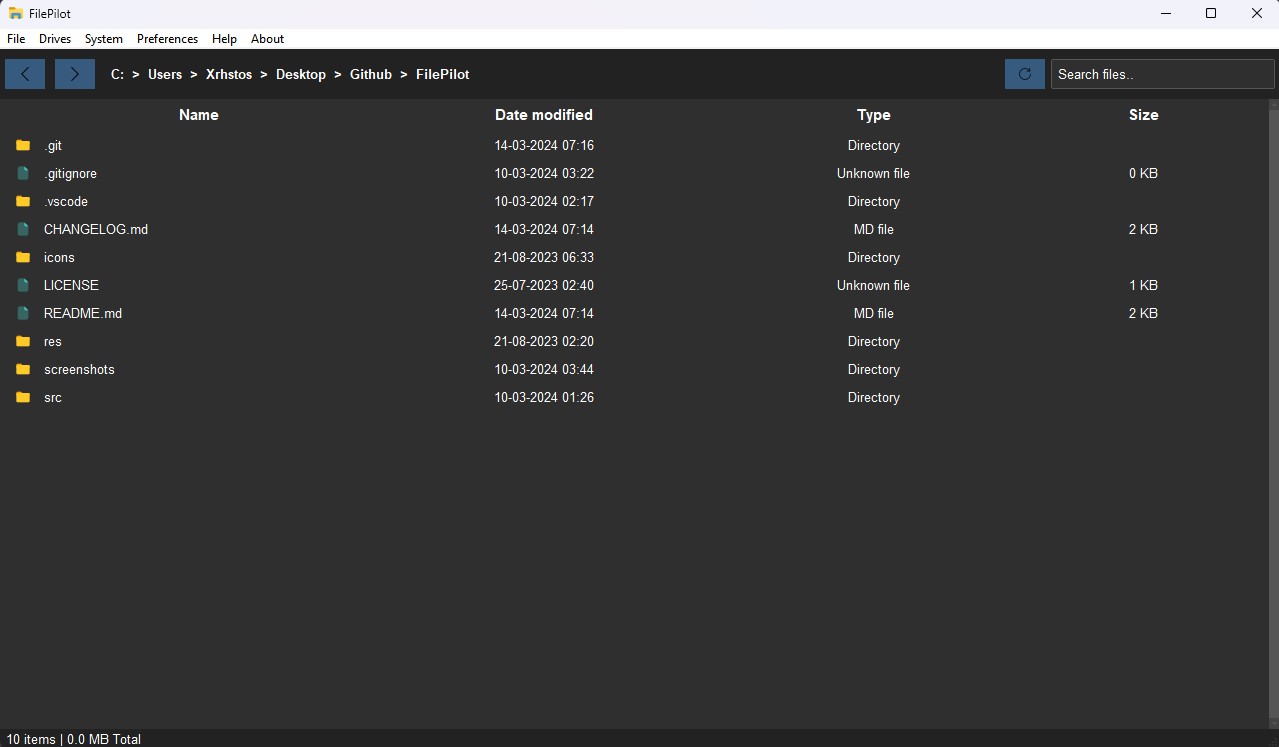 FilePilot
File Drives System Preferences Help About
C: > Users > Xrhstos > Desktop > Github > FilePilot Search files..
Name Date modified Type Size
.git 14-03-2024 07:16 Directory
.gitignore 10-03-2024 03:22 Unknown file 0 KB
.vscode 10-03-2024 02:17 Directory
CHANGELOG.md 14-03-2024 07:14 MD file 2 KB
icons 21-08-2023 06:33 Directory
LICENSE 25-07-2023 02:40 Unknown file 1 KB
README.md 14-03-2024 07:14 MD file 2 KB
res 21-08-2023 02:20 Directory
screenshots 10-03-2024 03:44 Directory
src 10-03-2024 01:26 Directory
10 items | 0.0 MB Total